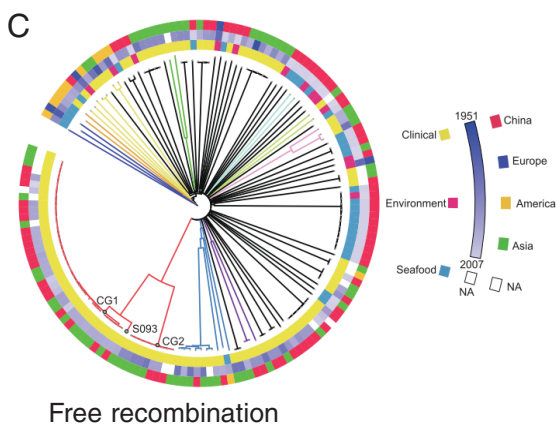 C
1951
China
Clinical
Europe
Environment
America
Asia
Seafood
2007
NA
NA
CG1
S093
CG2
Free recombination